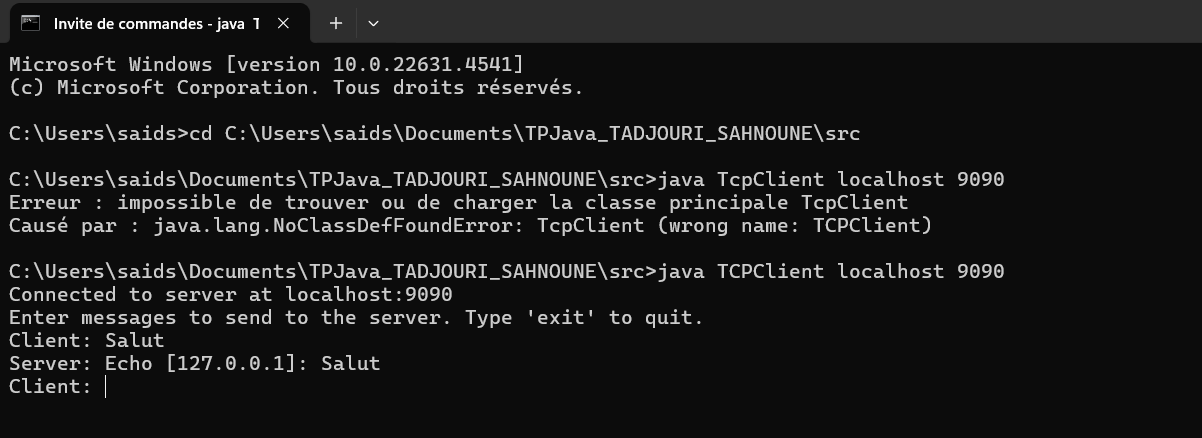 Invite de commandes - java T
Microsoft Windows [version 10.0.22631.4541]
(c) Microsoft Corporation. Tous droits réservés.
C:\Users\saids>cd C:\Users\saids\Documents\TPJava_TADJOURI_SAHNOUNE\src
C:\Users\saids\Documents\TPJava_TADJOURI_SAHNOUNE\src>java TcpClient localhost 9090
Erreur : impossible de trouver ou de charger la classe principale TcpClient
Causé par : java.lang.NoClassDefFoundError: TcpClient (wrong name: TCPClient)
C:\Users\saids\Documents\TPJava_TADJOURI_SAHNOUNE\src>java TCPClient localhost 9090
Connected to server at localhost:9090
Enter messages to send to the server. Type 'exit' to quit.
Client: Salut
Server: Echo [127.0.0.1]: Salut
Client: